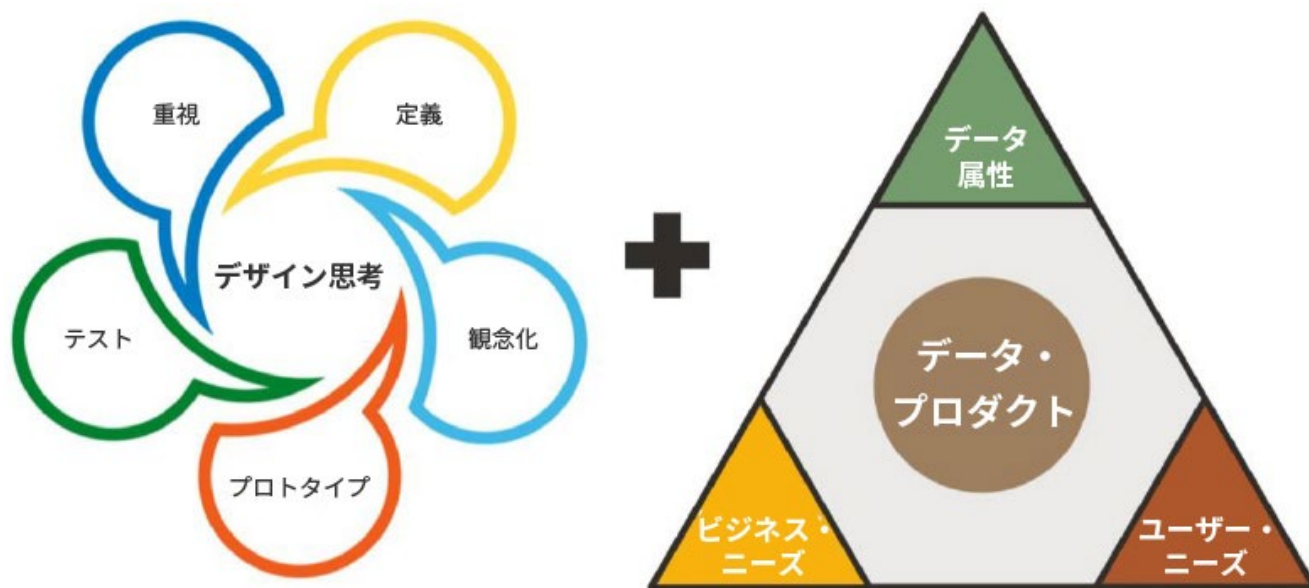 重視
定義
デザイン思考
テスト
観念化
プロトタイプ
データ
属性
データ・
プロダクト
ビジネス・
ニーズ
ユーザー・
ニーズ